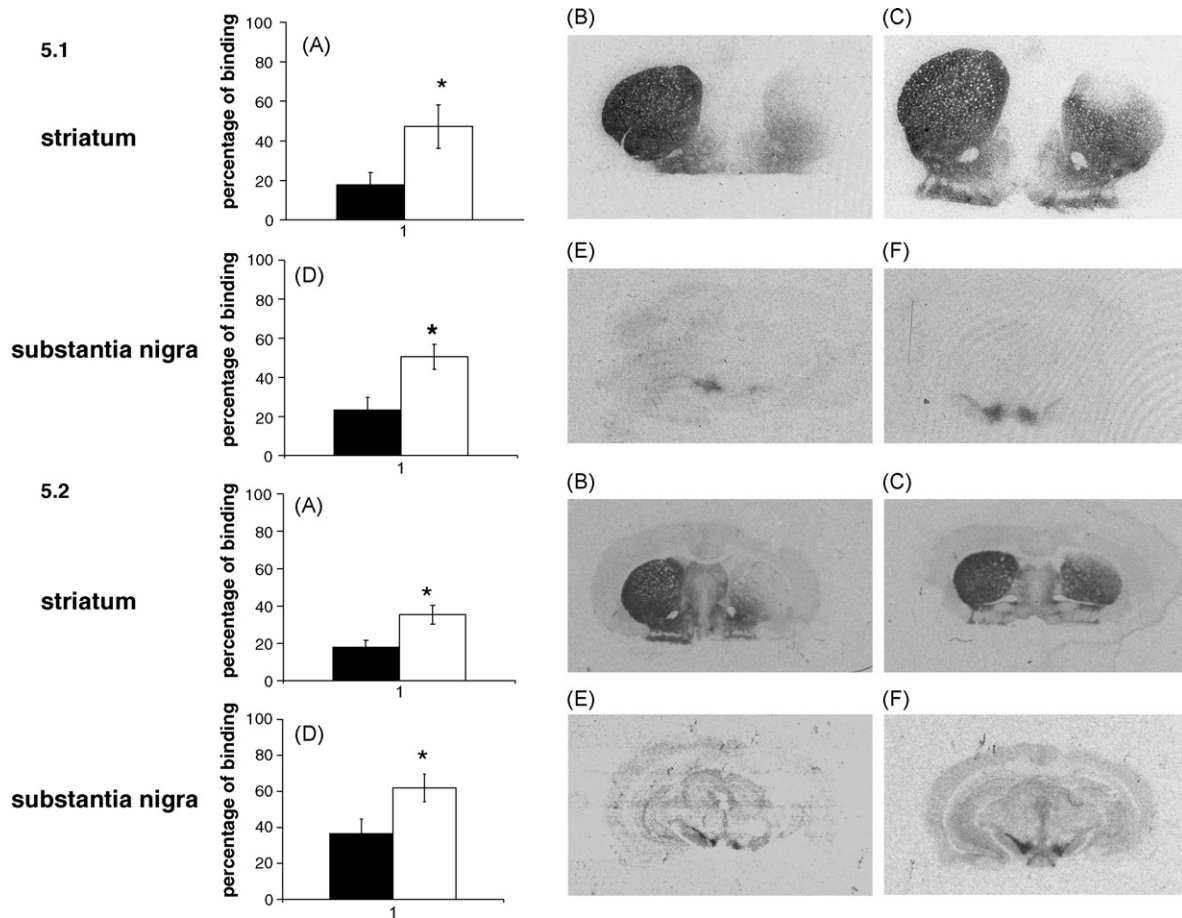 5.1
striatum
percentage of binding
100
80
60
40
20
0
(A)
*
1
(B)
(C)
substantia nigra
percentage of binding
100
80
60
40
20
0
(D)
*
1
(E)
(F)
5.2
striatum
percentage of binding
100
80
60
40
20
0
(A)
*
1
(B)
(C)
substantia nigra
percentage of binding
100
80
60
40
20
0
(D)
*
1
(E)
(F)